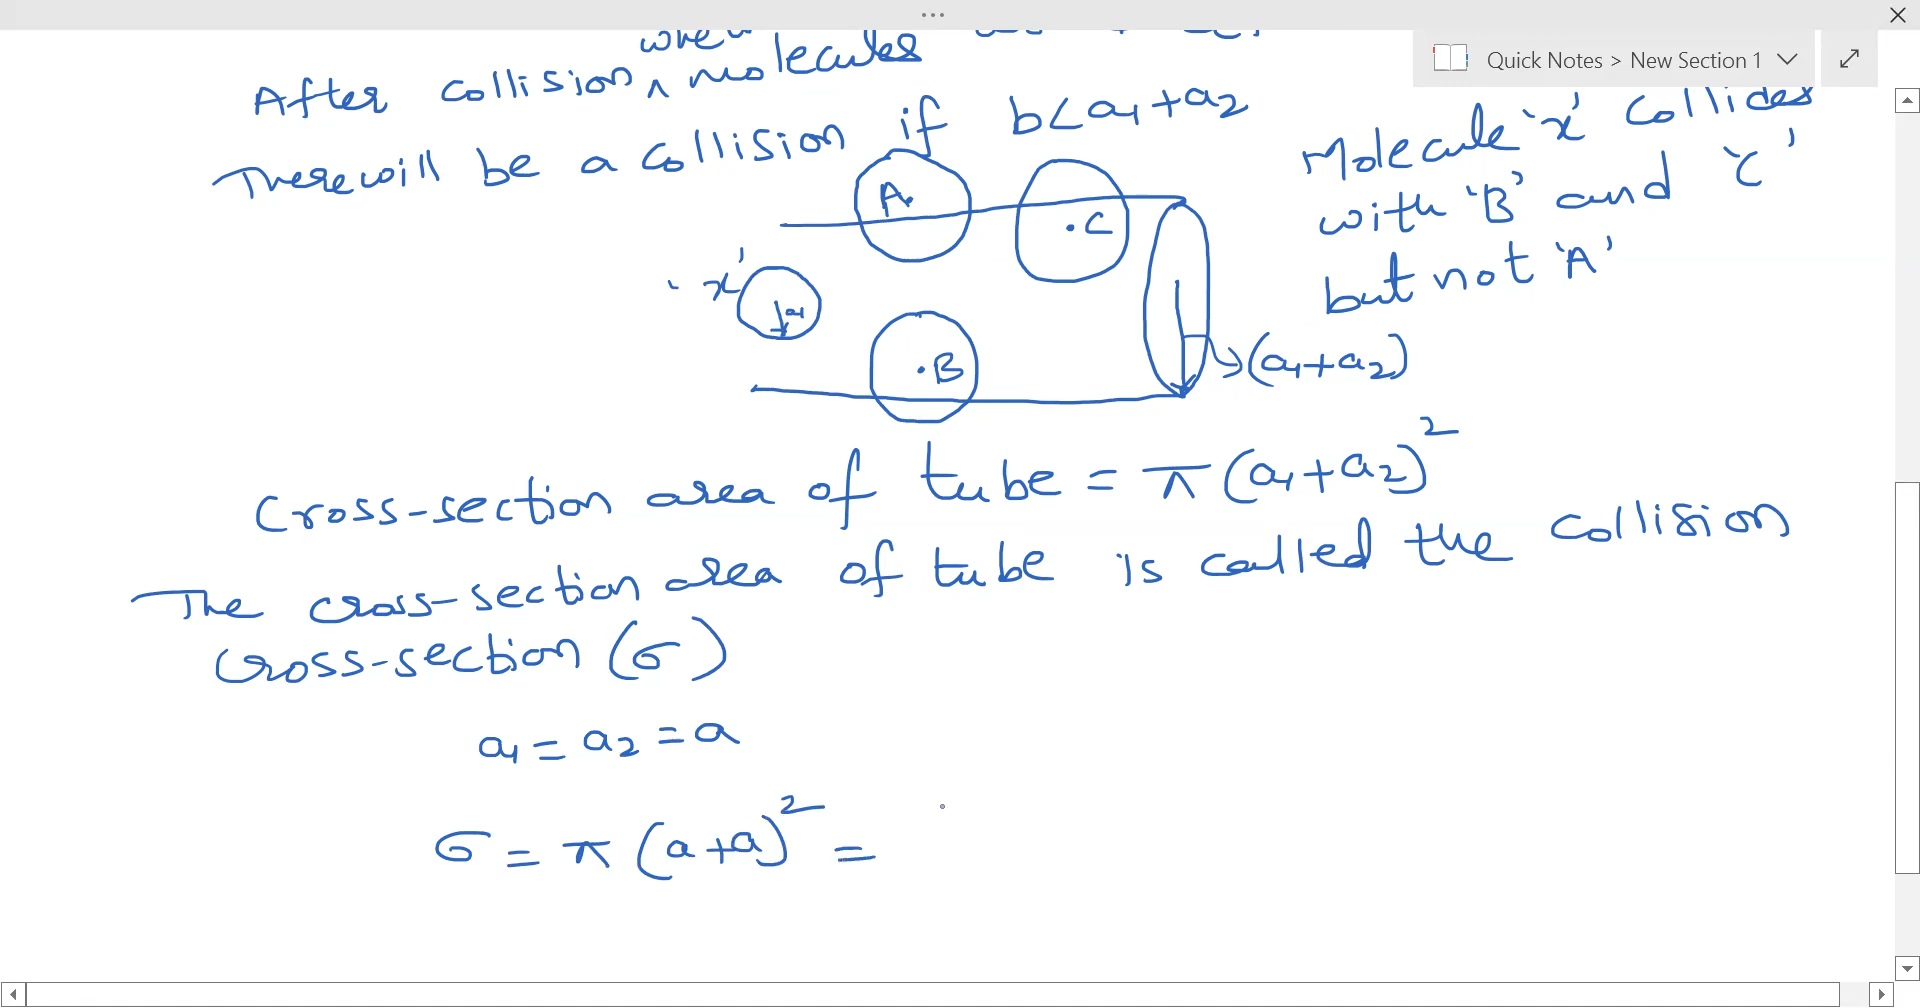 ...
Quick Notes > New Section 1
when
After collision ^ molecules
There will be a collision if b<a1+a2
Molecule 'x' collides
with 'B' and 'C'
but not 'A'
A C
'x' a1
B
(a1+a2)
Cross-section area of tube = π(a1+a2)²
The cross-section area of tube is called the collision
cross-section (σ)
a1 = a2 = a
σ = π (a+a)² =